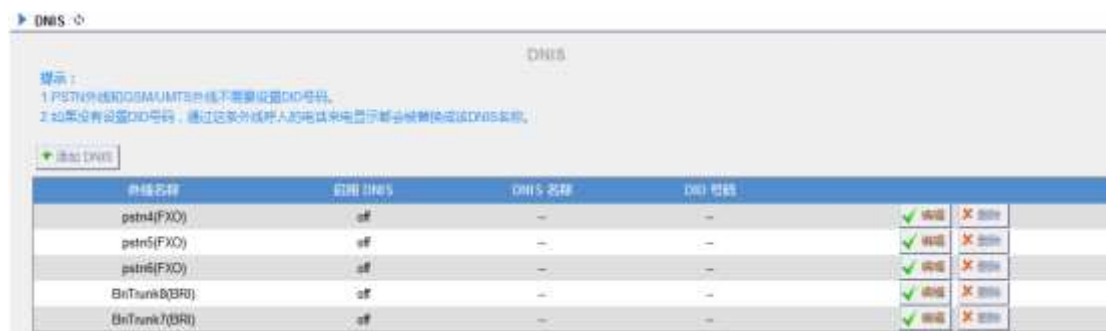 DNIS
DNIS
提示：
1 PSTN外线和GSM/UMTS外线不需要设置DID号码。
2 如果没有设置DID号码，通过这条外线呼入的电话来电显示都会被替换成该DNIS名称。
添加 DNIS
外线名称 启用 DNIS DNIS 名称 DID 号码
pstn4(FXO) off -- -- 编辑 删除
pstn5(FXO) off -- -- 编辑 删除
pstn6(FXO) off -- -- 编辑 删除
BriTrunk8(BRI) off -- -- 编辑 删除
BriTrunk7(BRI) off -- -- 编辑 删除